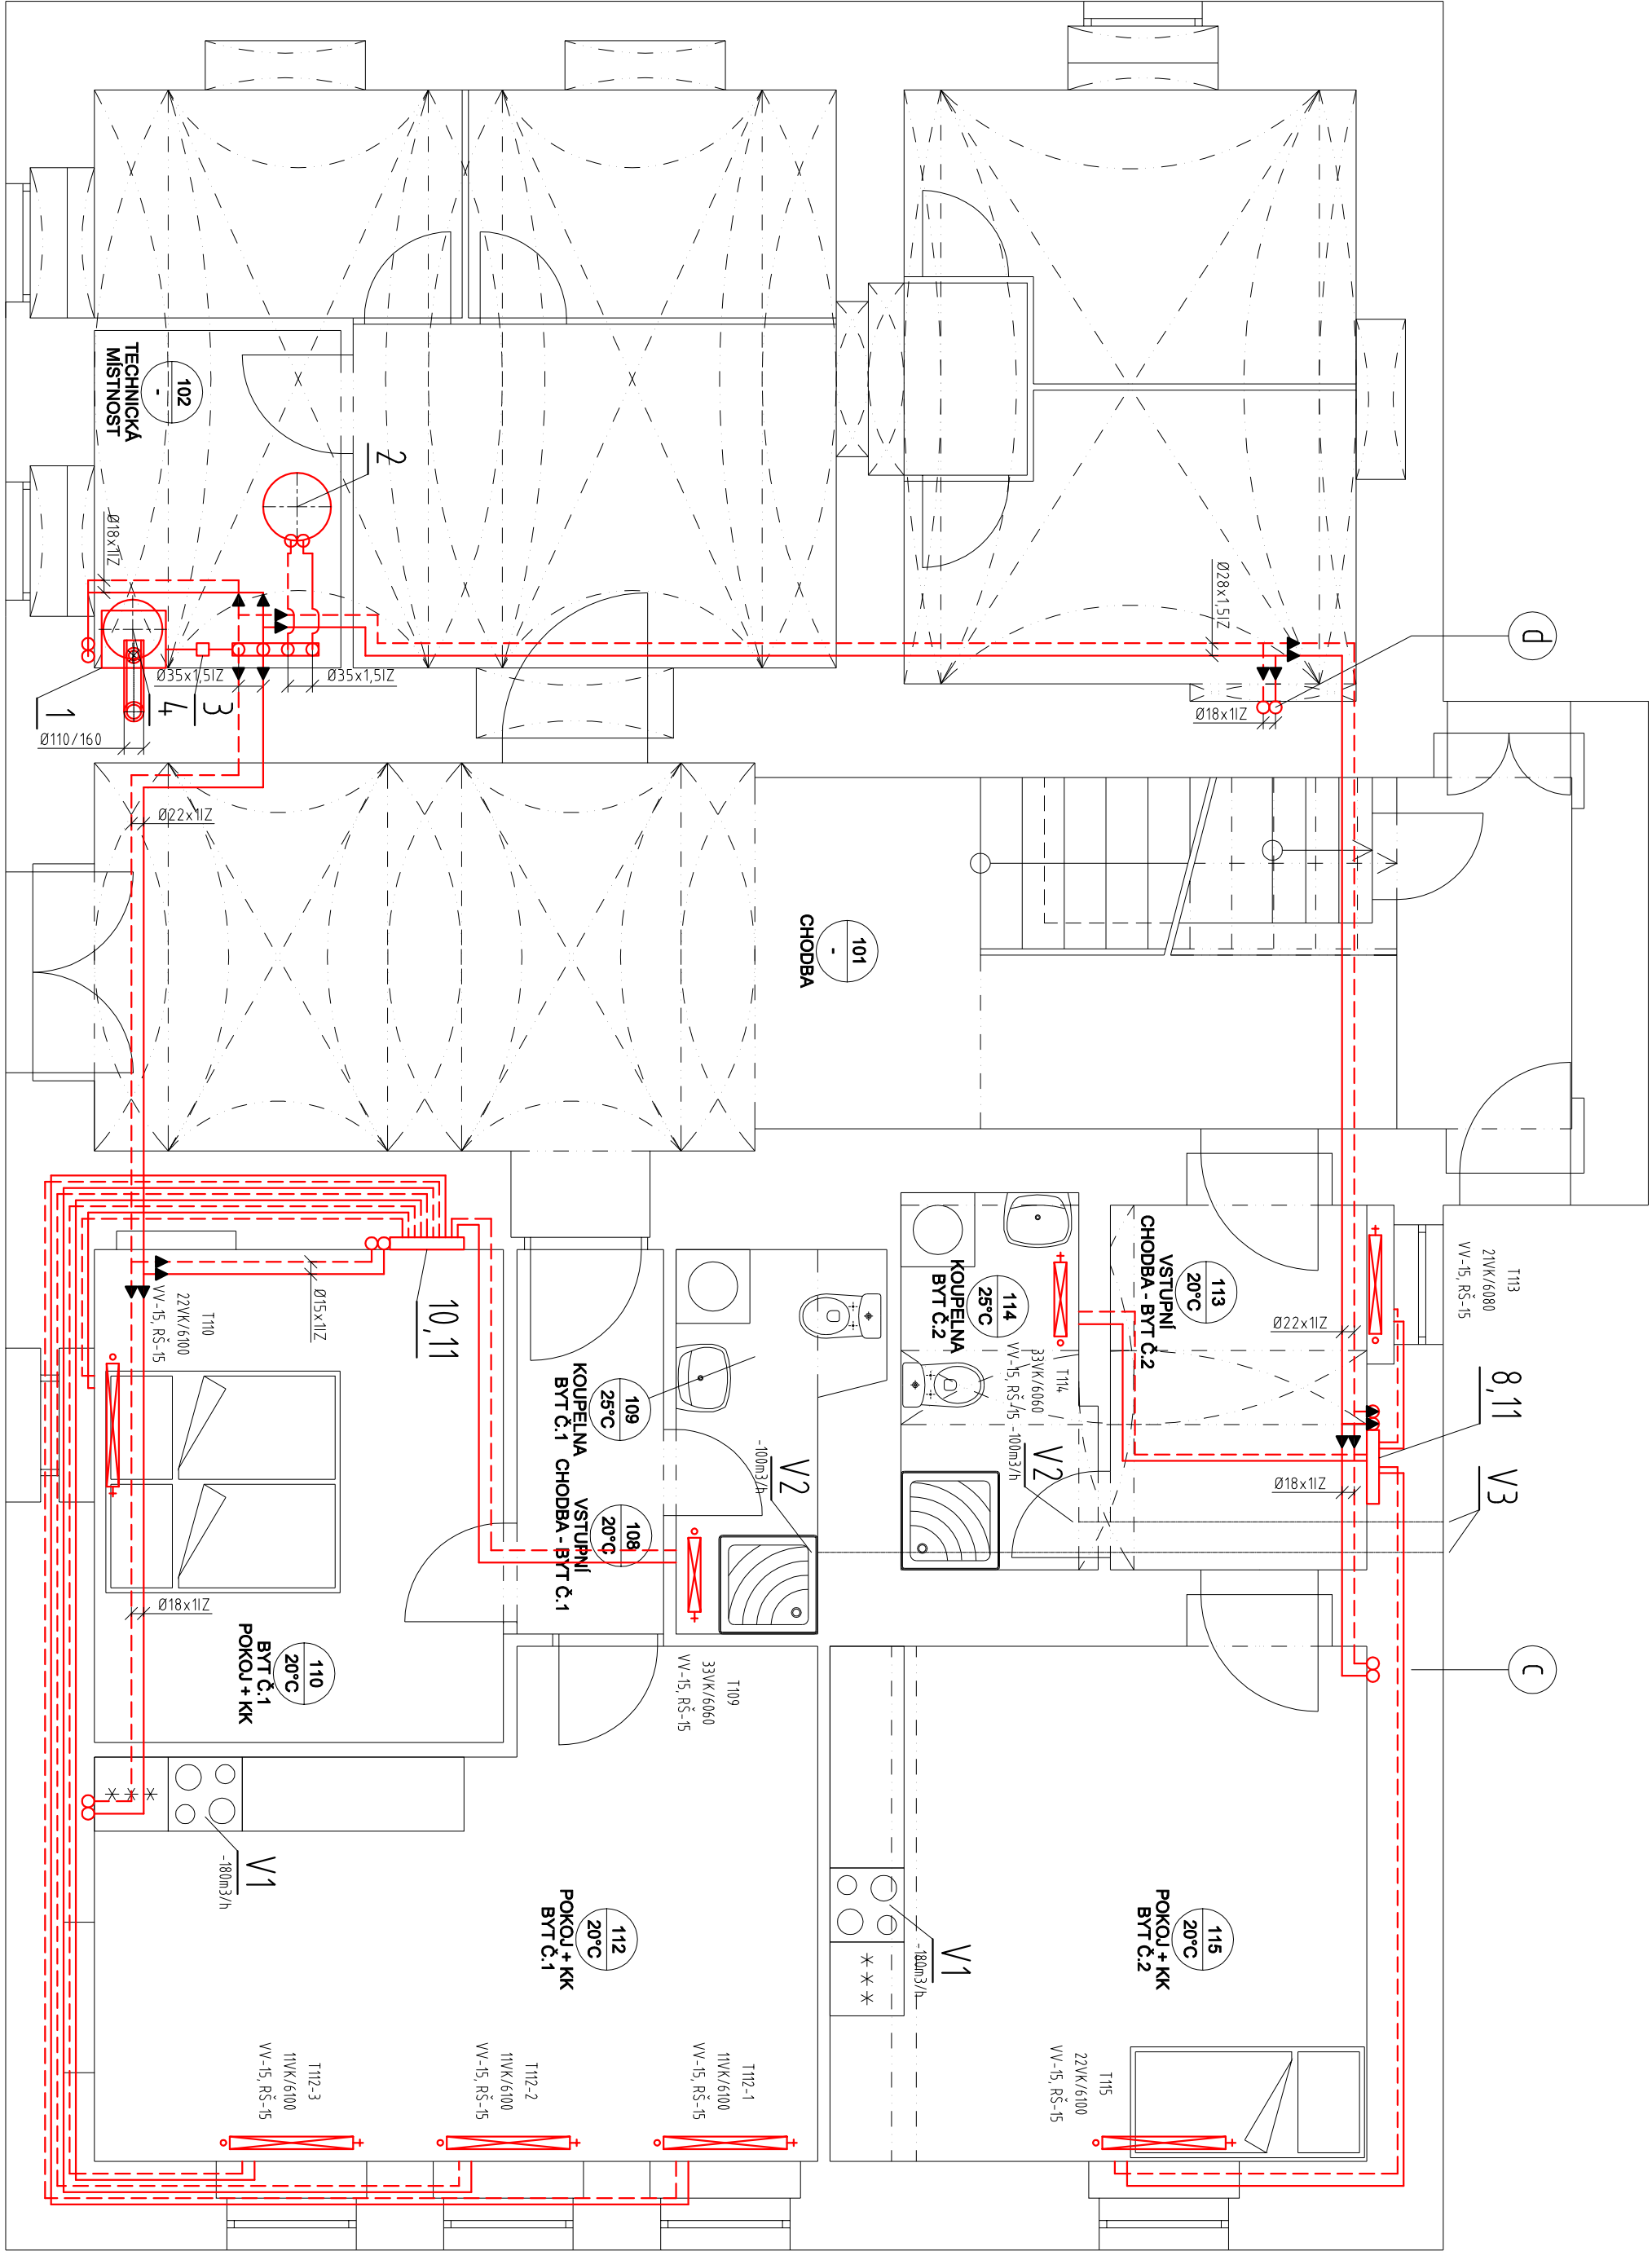 d
c
Ø28x1,5IZ
Ø18x1IZ
T113
21VK/6080
VV-15, RŠ-15
8,11
V3
Ø22x1IZ
Ø18x1IZ
113
20°C
VSTUPNÍ
CHODBA - BYT Č.2
114
25°C
KOUPELNA
BYT Č.2
T114
33VK/6060
VV-15, RŠ-15
V2
-100m3/h
115
20°C
POKOJ + KK
BYT Č.2
T115
22VK/6100
VV-15, RŠ-15
V1
-180m3/h
101
-
CHODBA
V2
-100m3/h
T109
33VK/6060
VV-15, RŠ-15
109
25°C
KOUPELNA
BYT Č.1
108
20°C
VSTUPNÍ
CHODBA - BYT Č.1
112
20°C
POKOJ + KK
BYT Č.1
T112-1
11VK/6100
VV-15, RŠ-15
T112-2
11VK/6100
VV-15, RŠ-15
T112-3
11VK/6100
VV-15, RŠ-15
10,11
Ø15x1IZ
T110
22VK/6100
VV-15, RŠ-15
110
20°C
BYT Č.1
POKOJ + KK
V1
-180m3/h
Ø18x1IZ
Ø22x1IZ
2
102
-
TECHNICKÁ
MÍSTNOST
Ø18x1IZ
Ø35x1,5IZ
Ø35x1,5IZ
3
4
1
Ø110/160